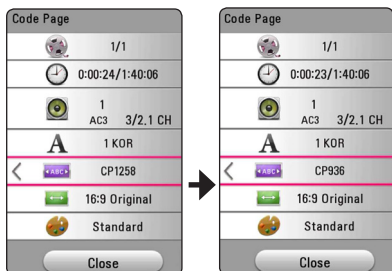 Code Page
1/1
0:00:24/1:40:06
1
AC3 3/2.1 CH
A 1 KOR
ABC CP1258
16:9 Original
Standard
Close
Code Page
1/1
0:00:23/1:40:06
1
AC3 3/2.1 CH
A 1 KOR
ABC CP936
16:9 Original
Standard
Close